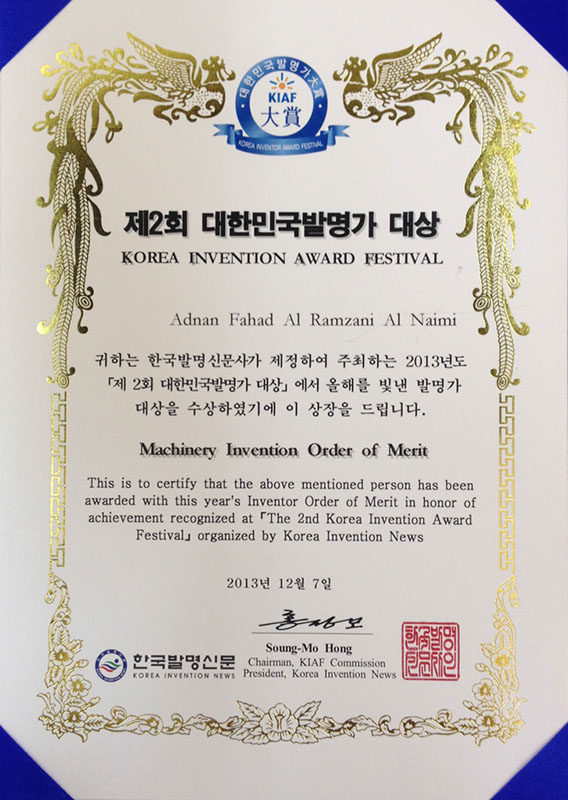 대한민국발명가大賞
KIAF
大賞
KOREA INVENTOR AWARD FESTIVAL
제2회 대한민국발명가 대상
KOREA INVENTION AWARD FESTIVAL
Adnan Fahad Al Ramzani Al Naimi
귀하는 한국발명신문사가 제정하여 주최하는 2013년도
「제 2회 대한민국발명가 대상」에서 올해를 빛낸 발명가
대상을 수상하였기에 이 상장을 드립니다.
Machinery Invention Order of Merit
This is to certify that the above mentioned person has been
awarded with this year's Inventor Order of Merit in honor of
achievement recognized at「The 2nd Korea Invention Award
Festival」 organized by Korea Invention News
2013년 12월 7일
Soung-Mo Hong
Chairman, KIAF Commission
President, Korea Invention News
한국발명신문
KOREA INVENTION NEWS